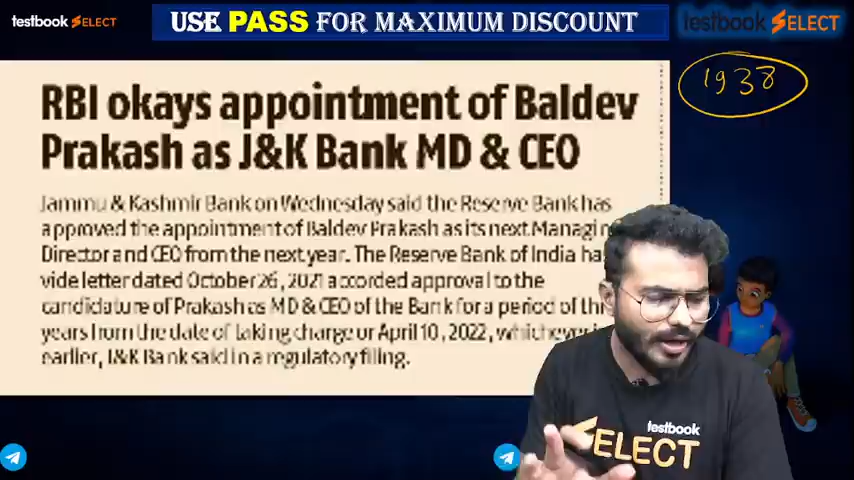 testbook SELECT
USE PASS FOR MAXIMUM DISCOUNT
testbook SELECT
1938
RBI okays appointment of Baldev
Prakash as J&K Bank MD & CEO
Jammu & Kashmir Bank on Wednesday said the Reserve Bank has
approved the appointment of Baldev Prakash as its next Managin
Director and CEO from the next year. The Reserve Bank of India ha
vide letter dated October 26, 2021 accorded approval to the
candidature of Prakash as MD & CEO of the Bank for a period of th
years from the date of taking charge or April 10, 2022, whichever i
earlier, J&K Bank said in a regulatory filing.
testbook
SELECT